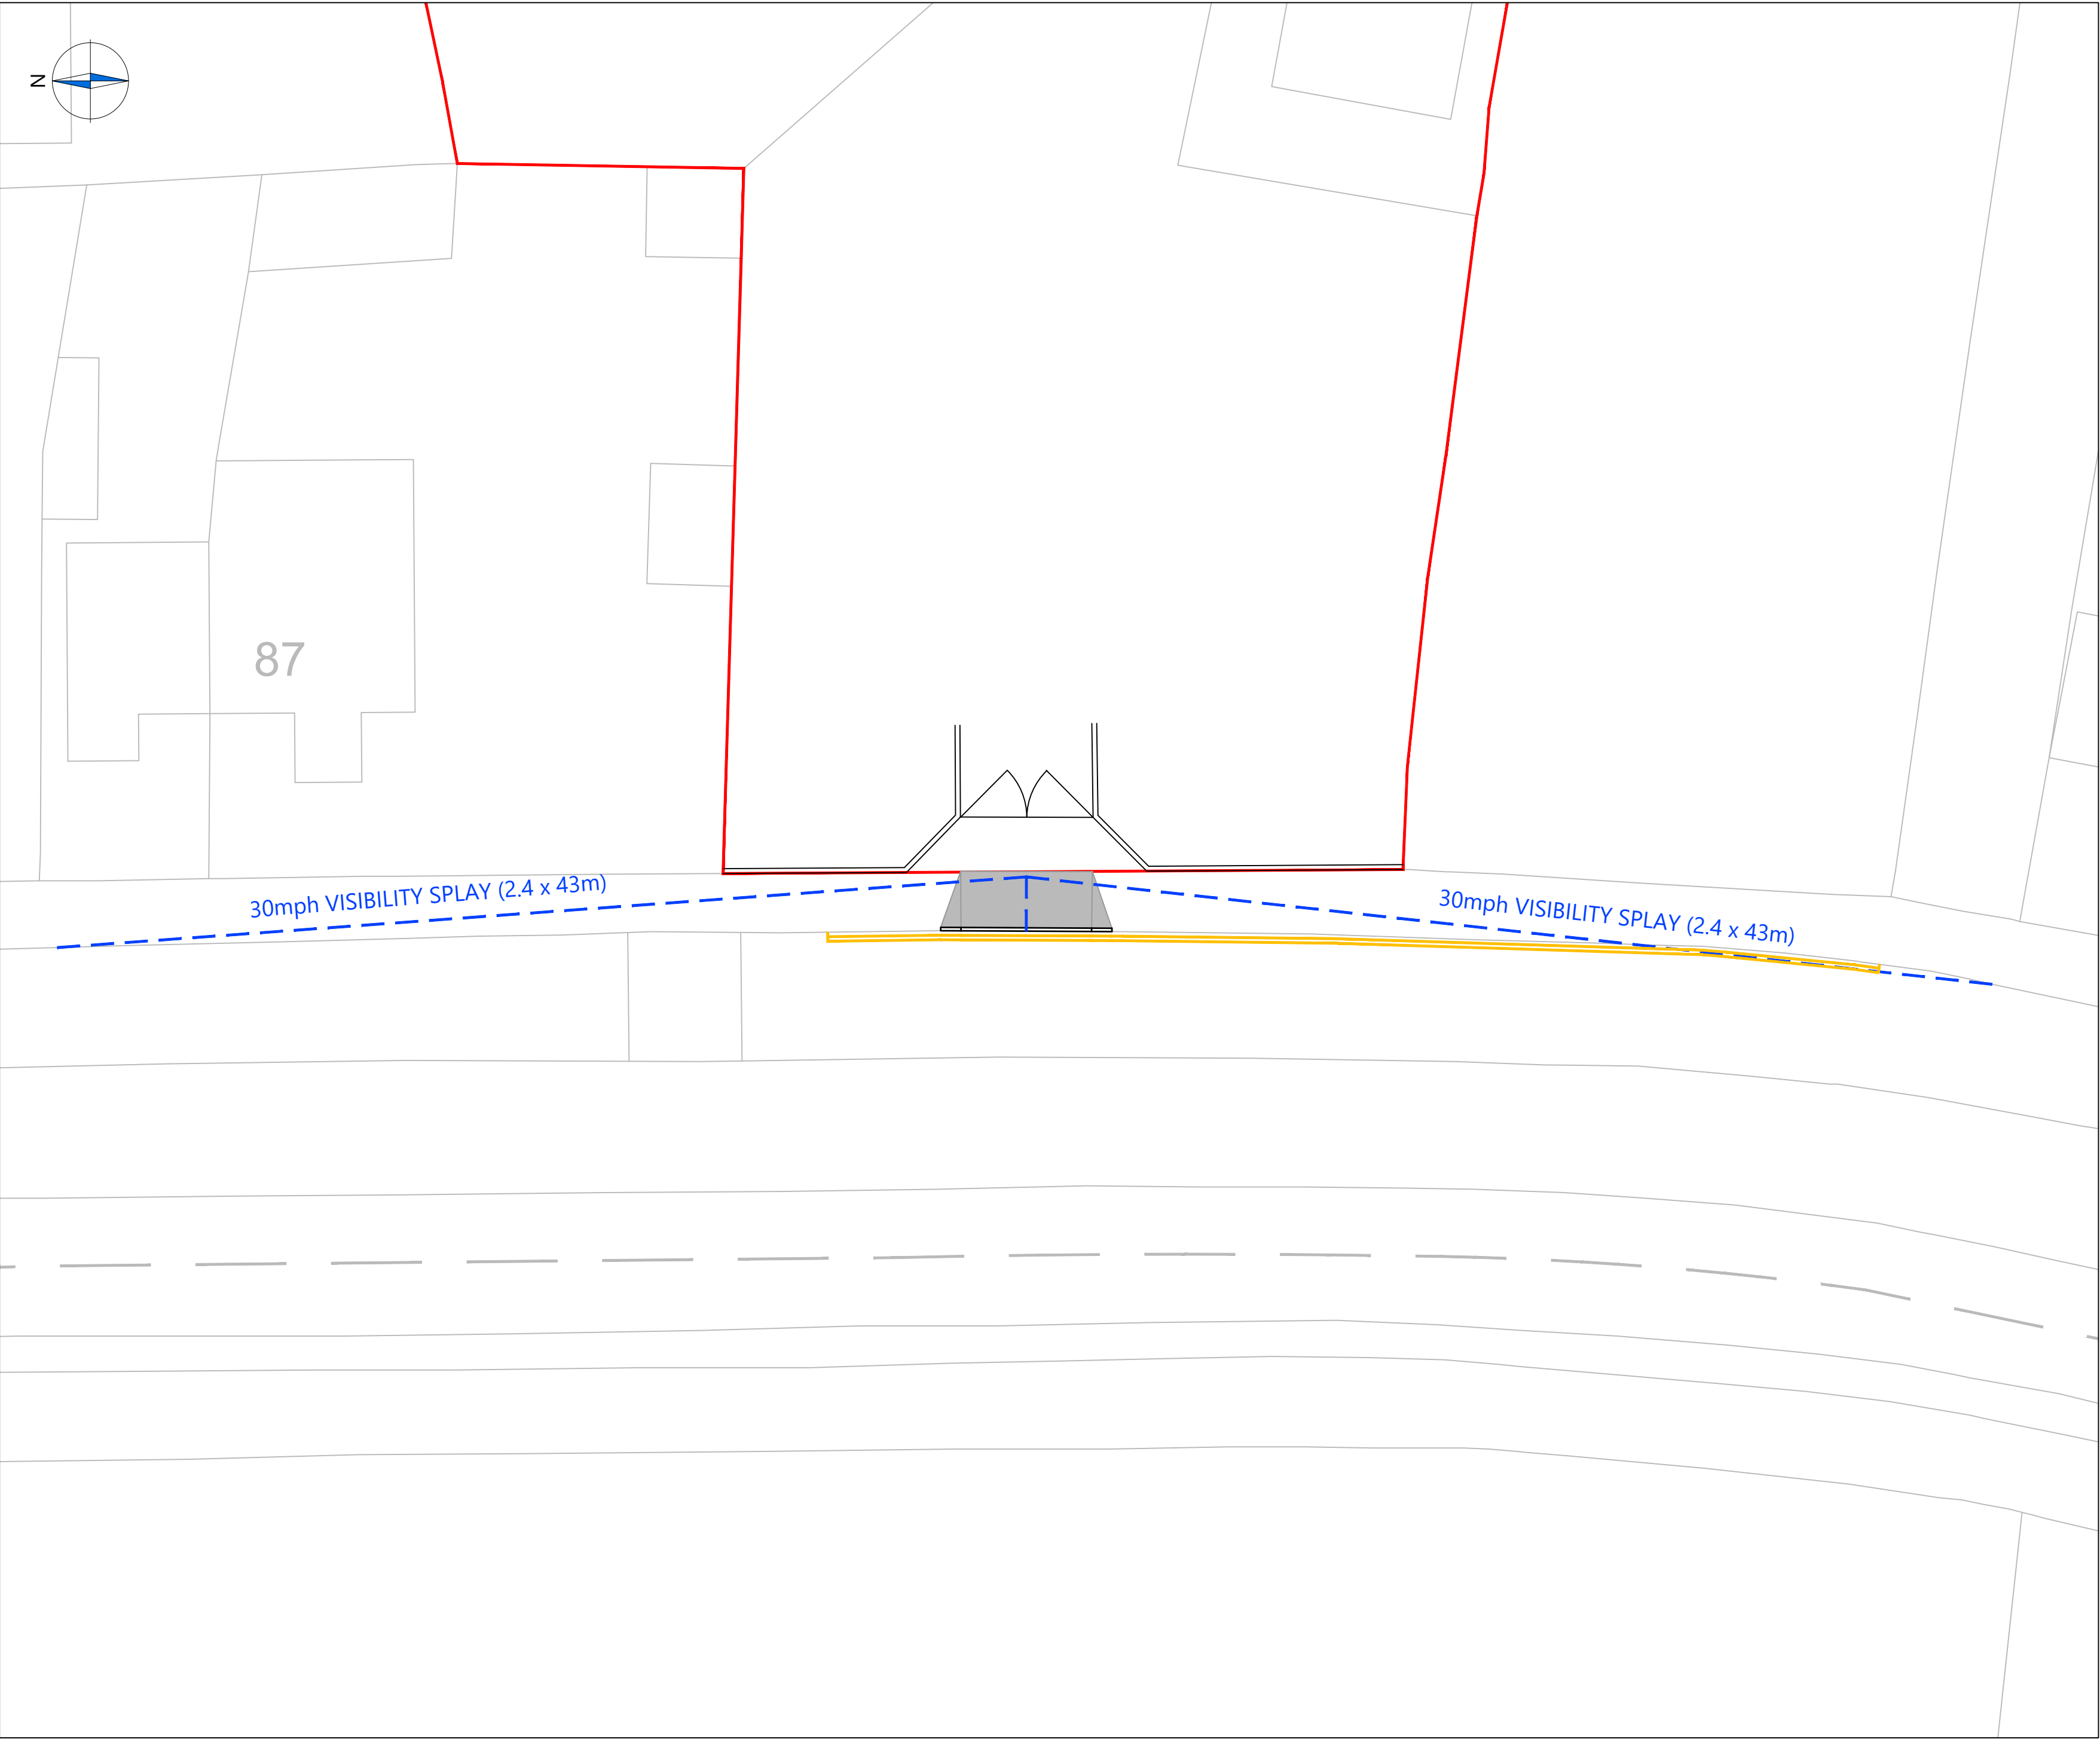 N
87
30mph VISIBILITY SPLAY (2.4 x 43m)
30mph VISIBILITY SPLAY (2.4 x 43m)